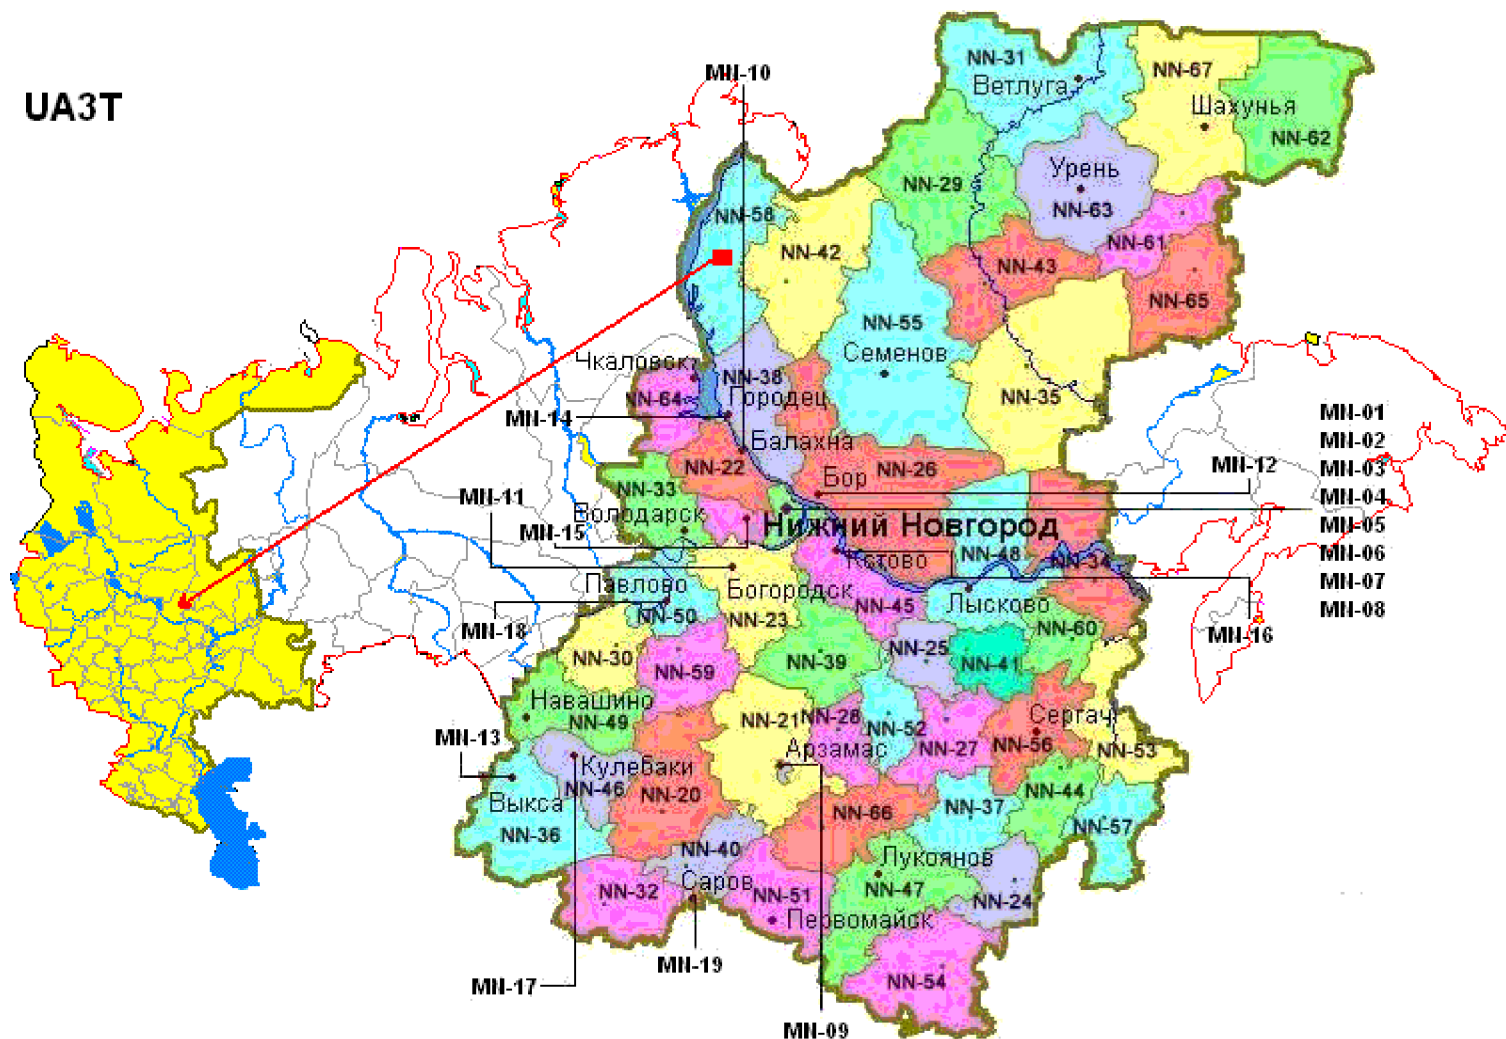 UA3T
MN-10
NN-31
Ветлуга
NN-67
Шахунья
NN-62
NN-29
Урень
NN-63
NN-58
NN-42
NN-61
NN-43
NN-65
NN-55
Семенов
Чкаловск
NN-38
NN-64
Городец
NN-35
MN-14
Балахна
NN-22
Бор
NN-26
MN-12
MN-01
MN-02
MN-03
MN-04
MN-05
MN-06
MN-07
MN-08
NN-33
MN-11
Володарск
Нижний Новгород
MN-15
Кстово
NN-48
NN-34
Павлово
Богородск
NN-45
Лысково
NN-50
NN-23
MN-18
MN-16
NN-60
NN-25
NN-41
NN-30
NN-59
NN-39
Навашино
NN-49
NN-21
NN-28
NN-52
NN-27
Сергач
NN-56
NN-53
MN-13
Арзамас
Кулебаки
NN-46
NN-20
Выкса
NN-36
NN-66
NN-37
NN-44
NN-57
NN-40
Лукоянов
Саров
NN-32
NN-51
NN-47
NN-24
Первомайск
MN-19
MN-17
NN-54
MN-09